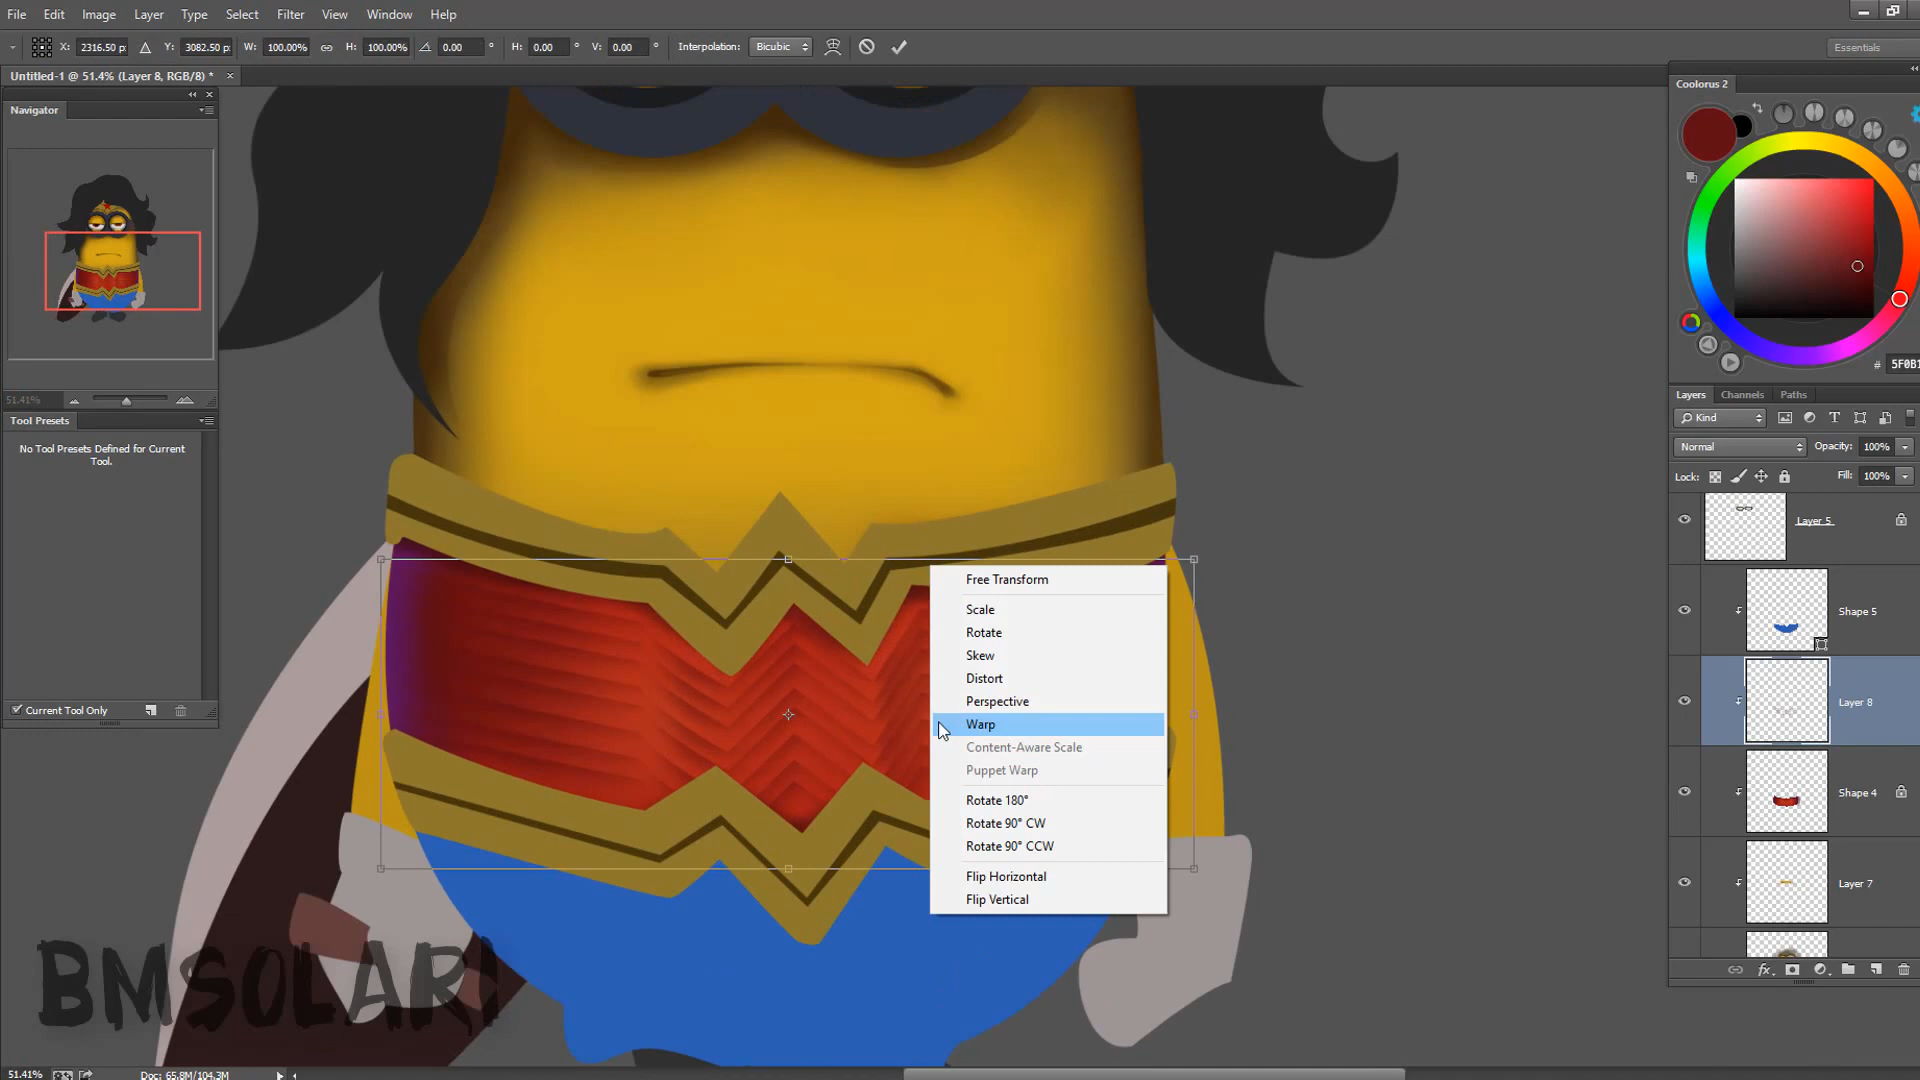 File Edit Image Layer Type Select Filter View Window Help
X: 2316.50 p Y: 3082.50 p W: 100.00% H: 100.00% 0.00 ° H: 0.00 ° V: 0.00 ° Interpolation: Bicubic
Essentials
Untitled-1 @ 51.4% (Layer 8, RGB/8) *
Navigator
51.41%
Tool Presets
No Tool Presets Defined for Current
Tool.
Current Tool Only
Free Transform
Scale
Rotate
Skew
Distort
Perspective
Warp
Content-Aware Scale
Puppet Warp
Rotate 180°
Rotate 90° CW
Rotate 90° CCW
Flip Horizontal
Flip Vertical
Coolorus 2
# 5F0B1
Layers Channels Paths
Kind
Normal Opacity: 100%
Lock: Fill: 100%
Layer 5
Shape 5
Layer 8
Shape 4
Layer 7
fx
BMSOLARI
51.41% Doc: 65.8M/104.3M